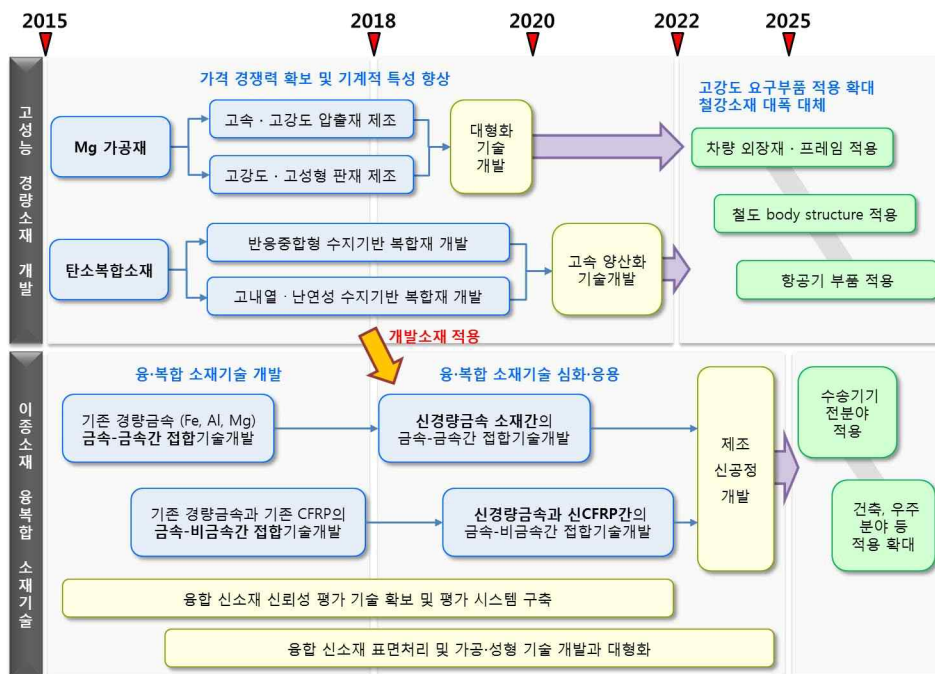 2015
2018
2020
2022
2025
고성능 경량소재 개발
가격 경쟁력 확보 및 기계적 특성 향상
고강도 요구부품 적용 확대
철강소재 대폭 대체
Mg 가공재
고속·고강도 압출재 제조
고강도·고성형 판재 제조
대형화
기술
개발
차량 외장재·프레임 적용
철도 body structure 적용
항공기 부품 적용
탄소복합소재
반응중합형 수지기반 복합재 개발
고내열·난연성 수지기반 복합재 개발
고속 양산화
기술개발
개발소재 적용
이종소재 융복합 소재기술
융·복합 소재기술 개발
융·복합 소재기술 심화·응용
기존 경량금속 (Fe, Al, Mg)
금속-금속간 접합기술개발
신경량금속 소재간의
금속-금속간 접합기술개발
기존 경량금속과 기존 CFRP의
금속-비금속간 접합기술개발
신경량금속과 신CFRP간의
금속-비금속간 접합기술개발
제조
신공정
개발
수송기기
전분야
적용
건축, 우주
분야 등
적용 확대
융합 신소재 신뢰성 평가 기술 확보 및 평가 시스템 구축
융합 신소재 표면처리 및 가공·성형 기술 개발과 대형화